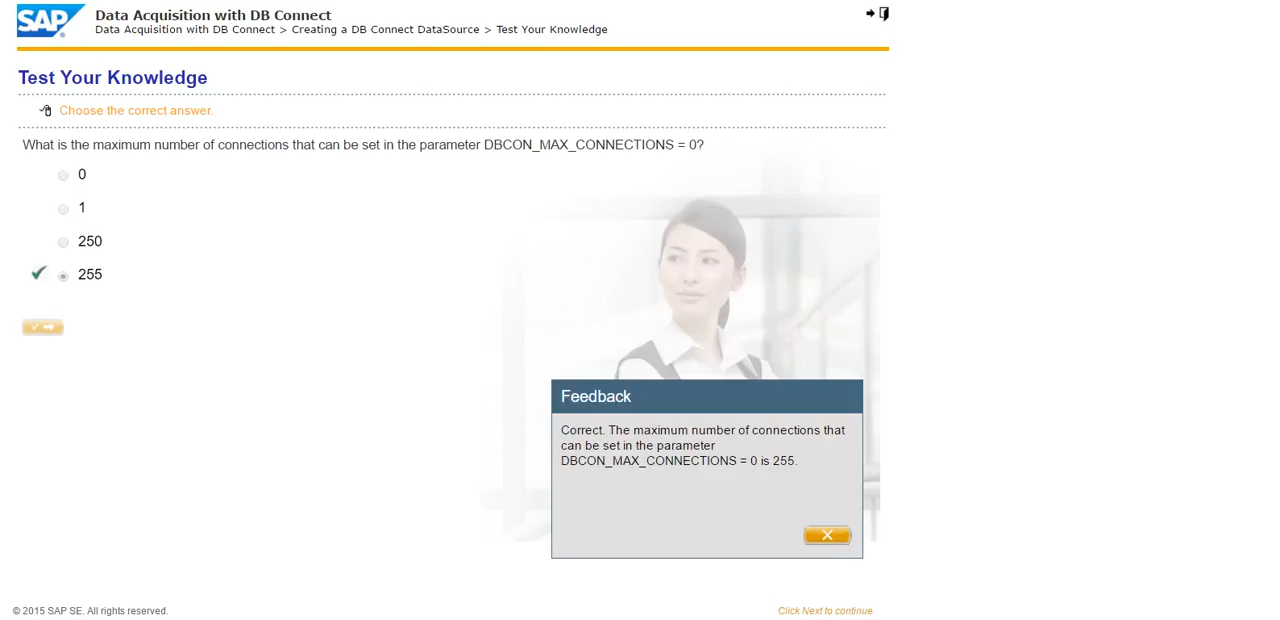 SAP
Data Acquisition with DB Connect
Data Acquisition with DB Connect > Creating a DB Connect DataSource > Test Your Knowledge
Test Your Knowledge
Choose the correct answer.
What is the maximum number of connections that can be set in the parameter DBCON_MAX_CONNECTIONS = 0?
0
1
250
255
Feedback
Correct. The maximum number of connections that
can be set in the parameter
DBCON_MAX_CONNECTIONS = 0 is 255.
© 2015 SAP SE. All rights reserved.
Click Next to continue.